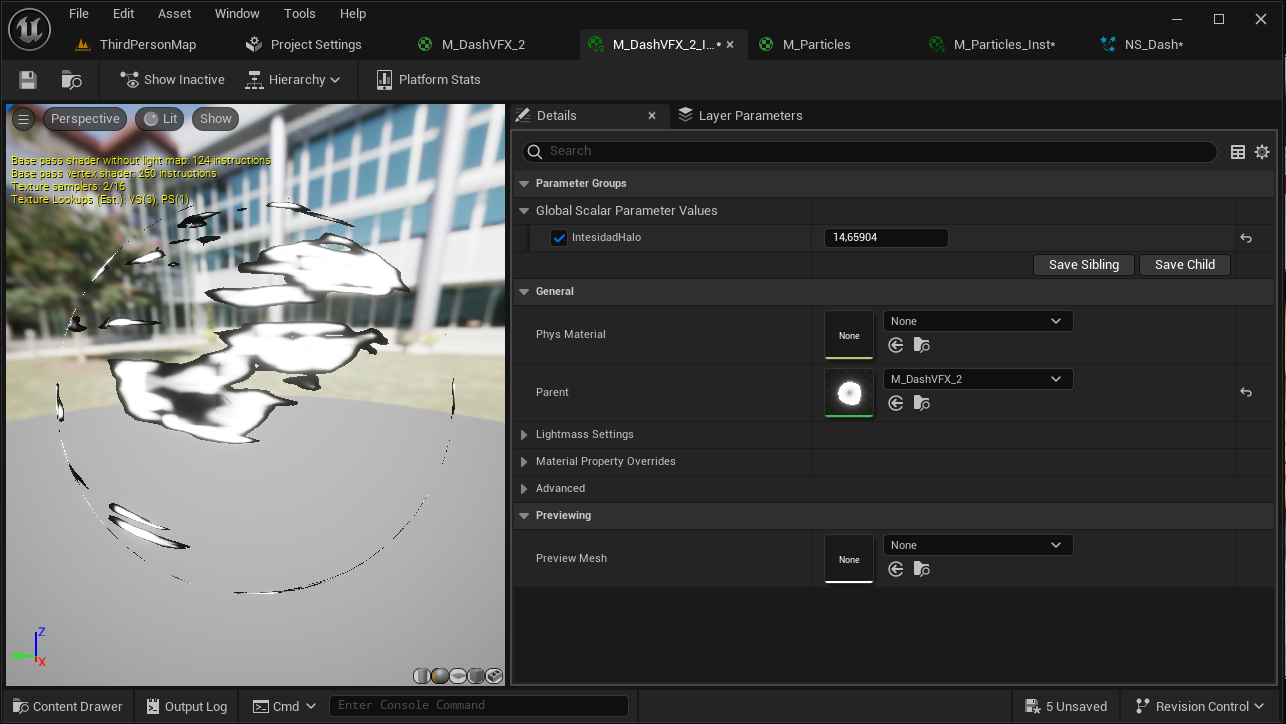 File Edit Asset Window Tools Help
ThirdPersonMap Project Settings M_DashVFX_2 M_DashVFX_2_I...* M_Particles M_Particles_Inst* NS_Dash*
Show Inactive Hierarchy Platform Stats
Perspective Lit Show
Base pass shader without light map: 124 instructions
Base pass vertex shader: 250 instructions
Texture samplers: 2/16
Texture Lookups (Est.): VS(3), PS(1)
Z
X
Details Layer Parameters
Search
Parameter Groups
Global Scalar Parameter Values
IntesidadHalo 14,65904
Save Sibling Save Child
General
Phys Material None None
Parent M_DashVFX_2
Lightmass Settings
Material Property Overrides
Advanced
Previewing
Preview Mesh None None
Content Drawer Output Log Cmd Enter Console Command 5 Unsaved Revision Control